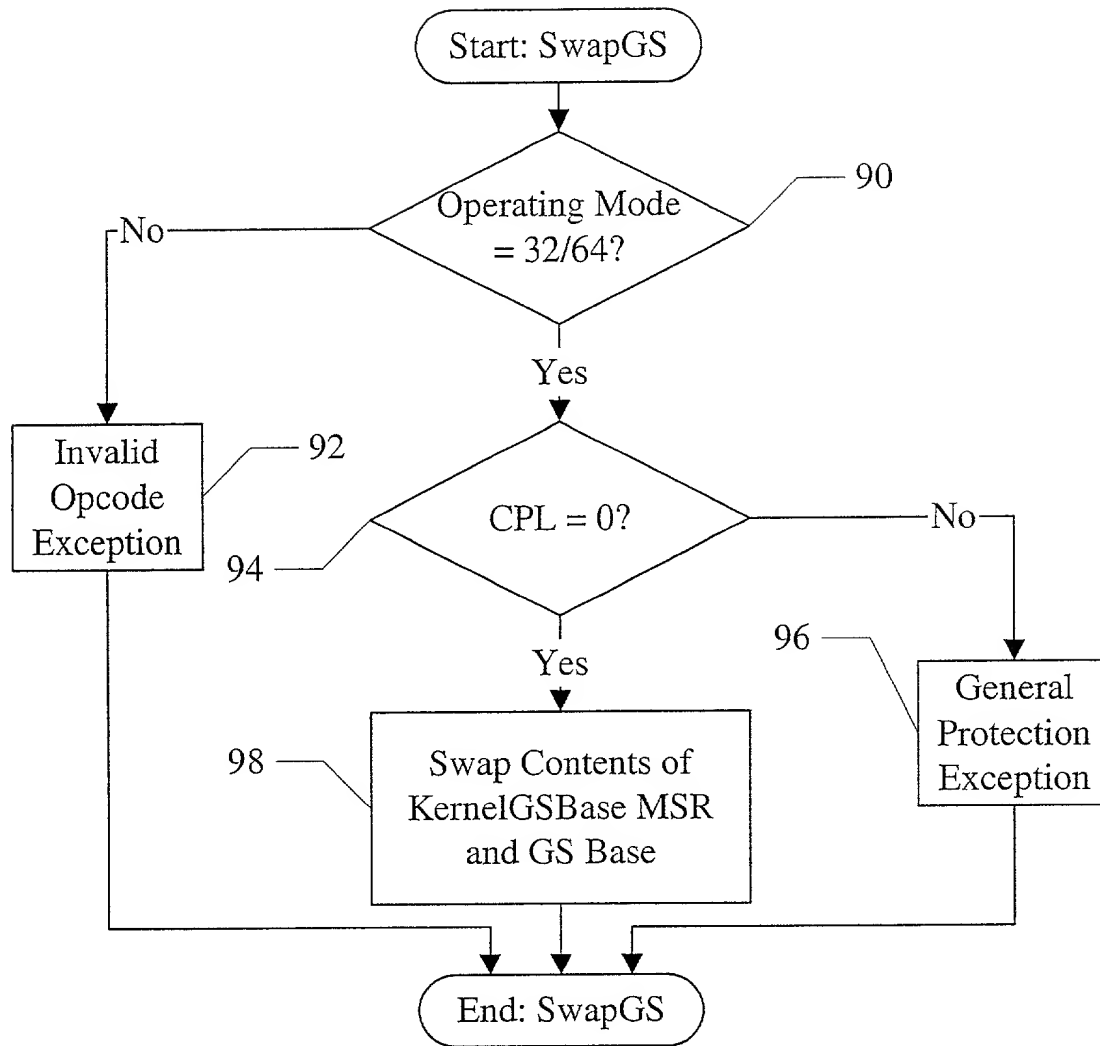 Start: SwapGS
90
Operating Mode
= 32/64?
No
Yes
Invalid
Opcode
Exception
92
CPL = 0?
94
No
Yes
96
General
Protection
Exception
98
Swap Contents of
KernelGSBase MSR
and GS Base
End: SwapGS